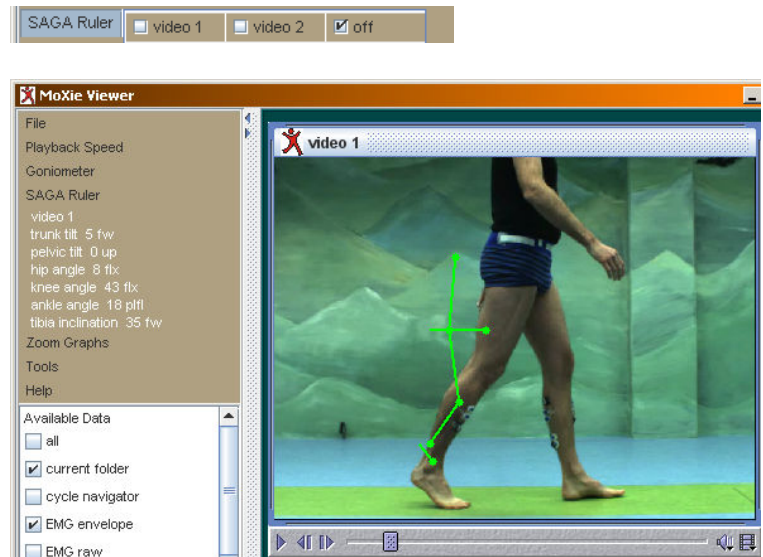 SAGA Ruler video 1 video 2 off
MoXie Viewer
File
Playback Speed
Goniometer
SAGA Ruler
video 1
trunk tilt 5 fw
pelvic tilt 0 up
hip angle 8 flx
knee angle 43 flx
ankle angle 18 plfl
tibia inclination 35 fw
Zoom Graphs
Tools
Help
Available Data
all
current folder
cycle navigator
EMG envelope
EMG raw
video 1